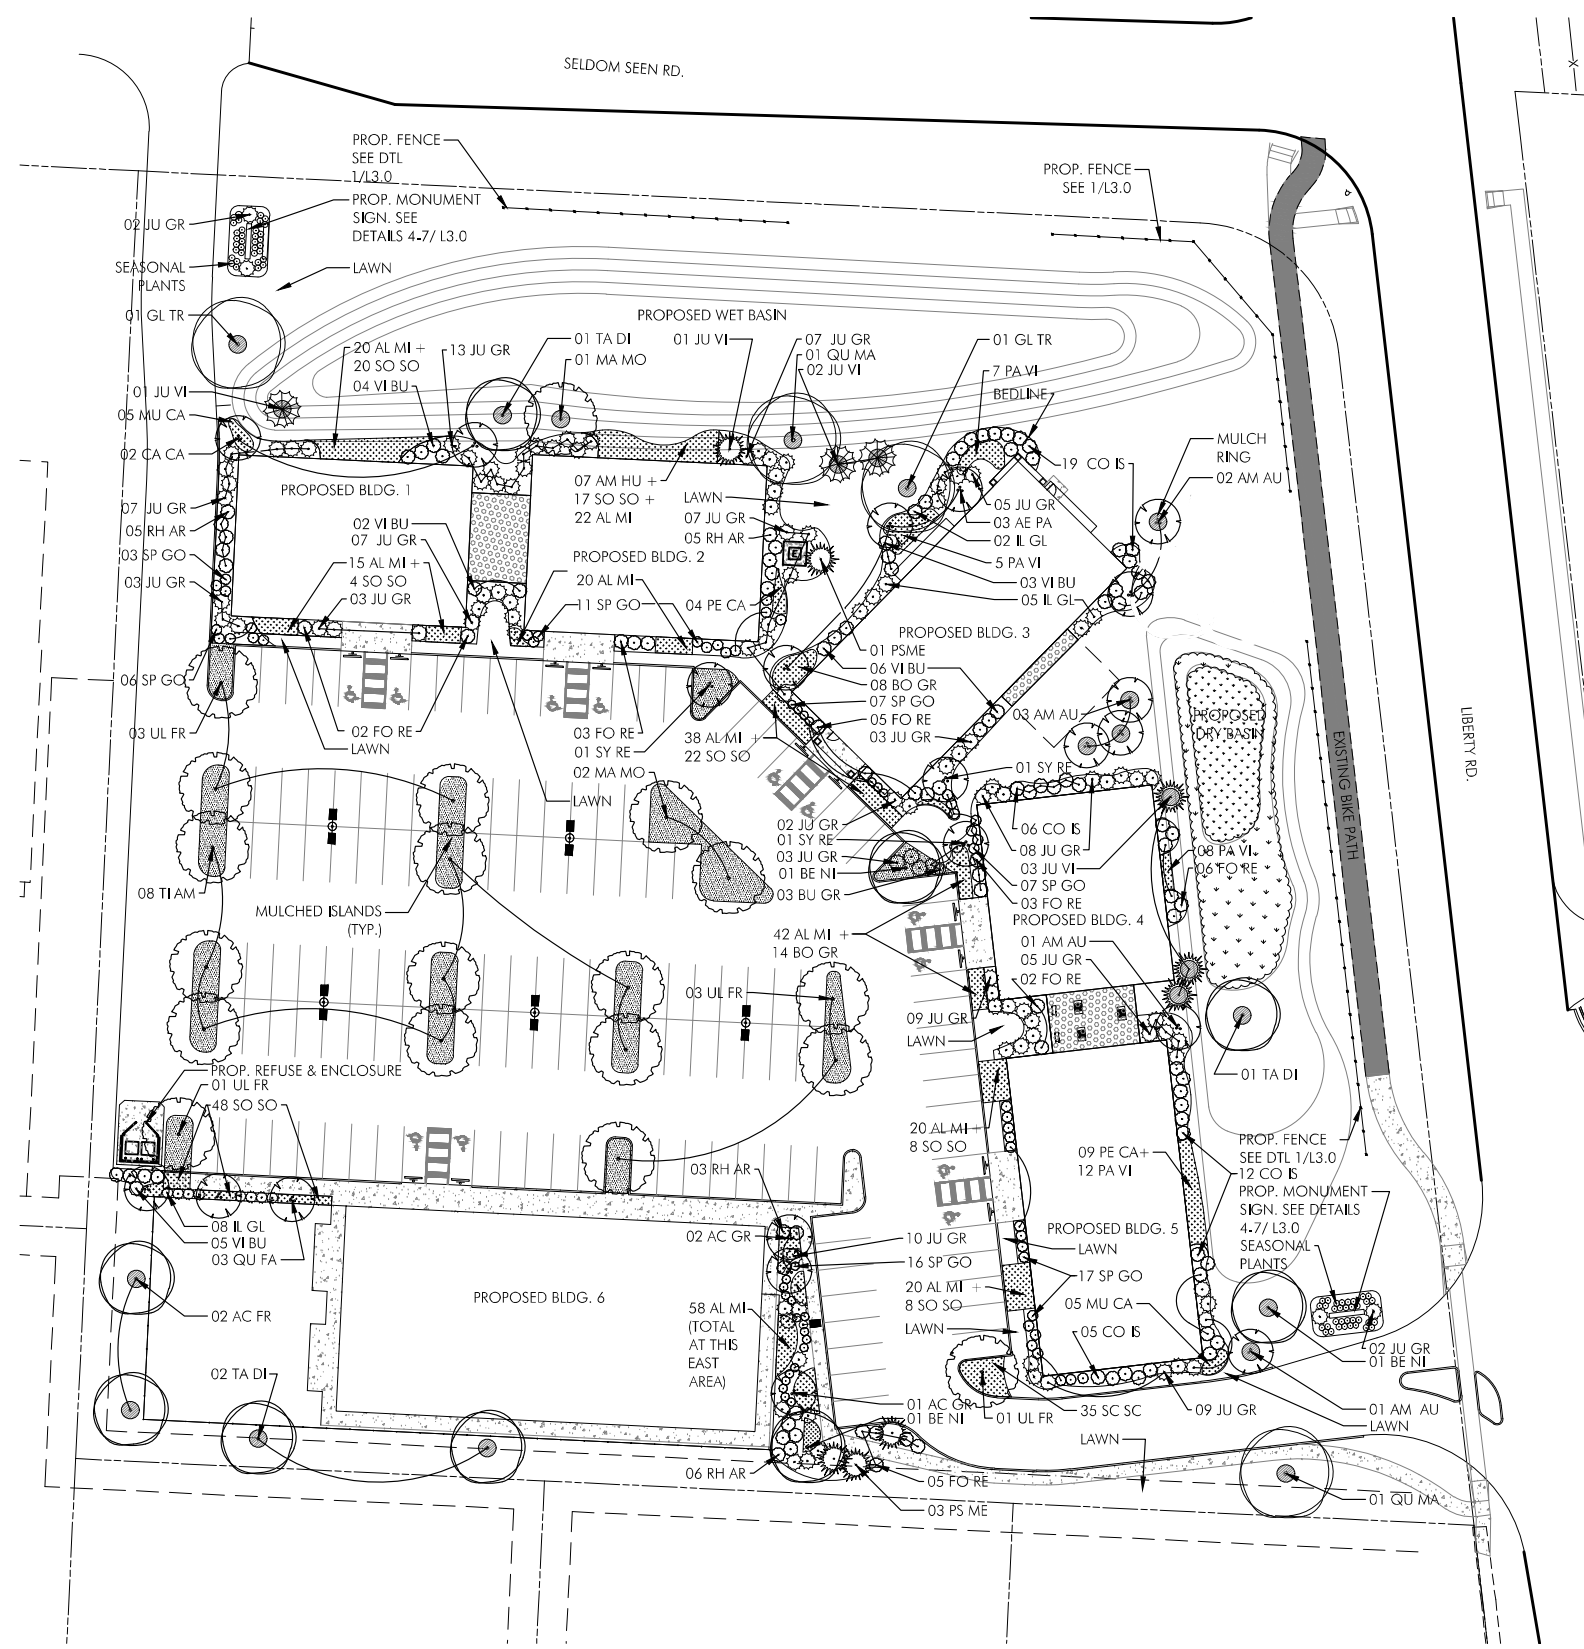 SELDOM SEEN RD.
PROP. FENCE
SEE DTL
1/L3.0
PROP. FENCE
SEE 1/L3.0
PROP. MONUMENT
SIGN. SEE
DETAILS 4-7/ L3.0
02 JU GR
SEASONAL
PLANTS
LAWN
01 GL TR
PROPOSED WET BASIN
20 AL MI +
20 SO SO
04 VI BU
13 JU GR
01 TA DI
01 MA MO
01 JU VI
07 JU GR
01 QU MA
02 JU VI
01 GL TR
7 PA VI
BEDLINE
01 JU VI
05 MU CA
02 CA CA
MULCH
RING
02 AM AU
19 CO IS
PROPOSED BLDG. 1
07 AM HU +
17 SO SO +
22 AL MI
LAWN
07 JU GR
05 RH AR
05 JU GR
03 AE PA
02 IL GL
5 PA VI
03 VI BU
05 IL GL
07 JU GR
05 RH AR
03 SP GO
03 JU GR
02 VI BU
07 JU GR
15 AL MI +
4 SO SO
03 JU GR
PROPOSED BLDG. 2
20 AL MI
11 SP GO
04 PE CA
PROPOSED BLDG. 3
01 PSME
06 VI BU
08 BO GR
07 SP GO
05 FO RE
03 JU GR
06 SP GO
03 UL FR
02 FO RE
LAWN
03 FO RE
01 SY RE
02 MA MO
38 AL MI +
22 SO SO
03 AM AU
PROPOSED
DRY BASIN
LIBERTY RD.
EXISTING BIKE PATH
01 SY RE
LAWN
02 JU GR
01 SY RE
03 JU GR
01 BE NI
03 BU GR
06 CO IS
08 JU GR
03 JU VI
07 SP GO
03 FO RE
08 PA VI
06 FO RE
08 TI AM
MULCHED ISLANDS
(TYP.)
PROPOSED BLDG. 4
42 AL MI +
14 BO GR
01 AM AU
05 JU GR
02 FO RE
03 UL FR
09 JU GR
LAWN
PROP. REFUSE & ENCLOSURE
01 UL FR
48 SO SO
01 TA DI
20 AL MI +
8 SO SO
PROP. FENCE
SEE DTL 1/L3.0
12 CO IS
PROP. MONUMENT
SIGN. SEE DETAILS
4-7/ L3.0
SEASONAL
PLANTS
09 PE CA+
12 PA VI
03 RH AR
08 IL GL
05 VI BU
03 QU FA
02 AC GR
10 JU GR
16 SP GO
PROPOSED BLDG. 5
LAWN
17 SP GO
20 AL MI +
8 SO SO
LAWN
05 MU CA
05 CO IS
PROPOSED BLDG. 6
58 AL MI
(TOTAL
AT THIS
EAST
AREA)
02 AC FR
02 TA DI
02 JU GR
01 BE NI
01 AC GR
01 BE NI
01 UL FR
35 SC SC
09 JU GR
01 AM AU
LAWN
LAWN
06 RH AR
05 FO RE
03 PS ME
01 QU MA